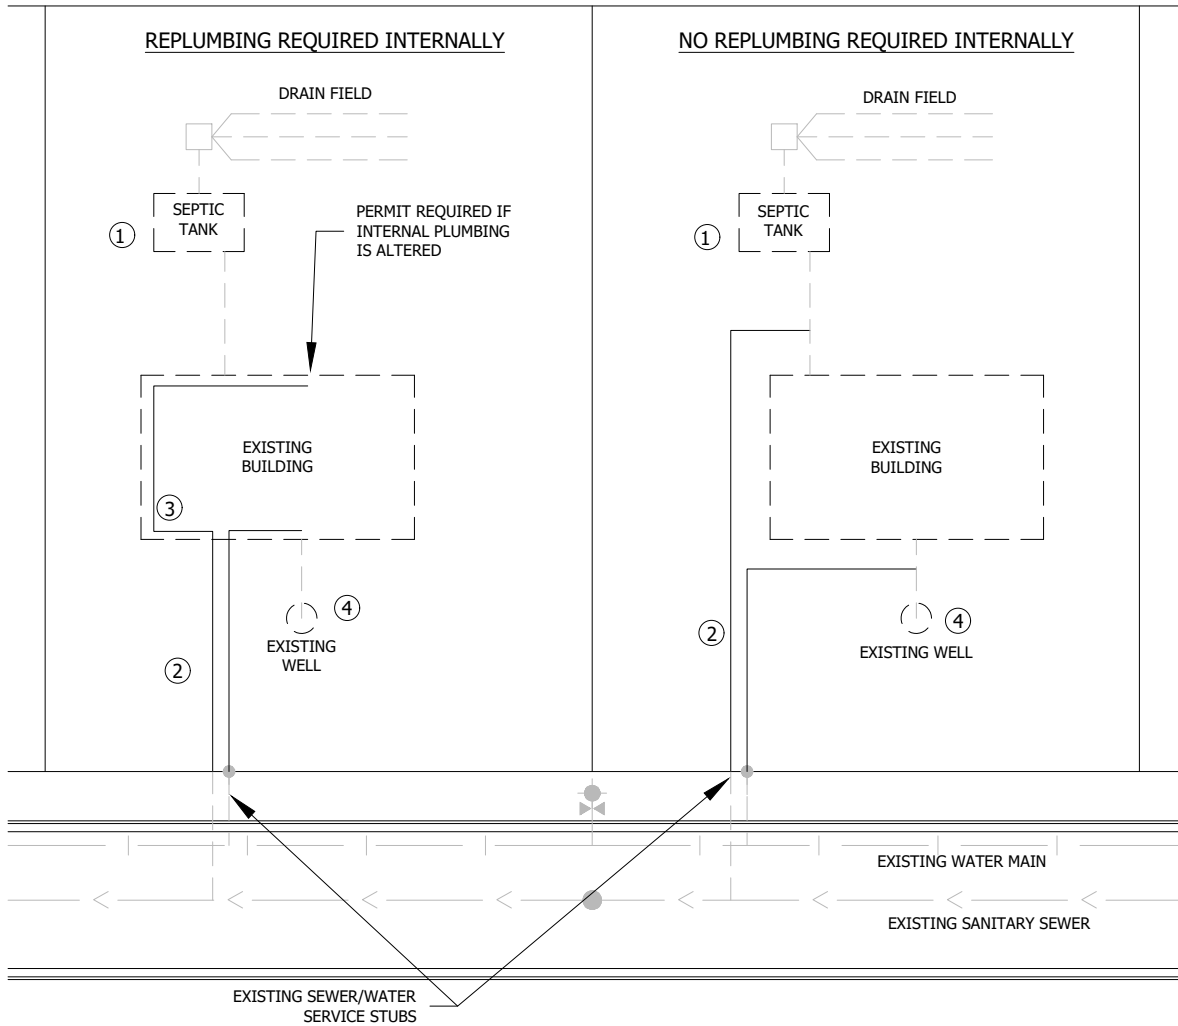 REPLUMBING REQUIRED INTERNALLY
NO REPLUMBING REQUIRED INTERNALLY
DRAIN FIELD
DRAIN FIELD
SEPTIC
TANK
1
PERMIT REQUIRED IF
INTERNAL PLUMBING
IS ALTERED
SEPTIC
TANK
1
EXISTING
BUILDING
3
EXISTING
BUILDING
4
EXISTING
WELL
2
4
EXISTING WELL
2
EXISTING WATER MAIN
EXISTING SANITARY SEWER
EXISTING SEWER/WATER
SERVICE STUBS